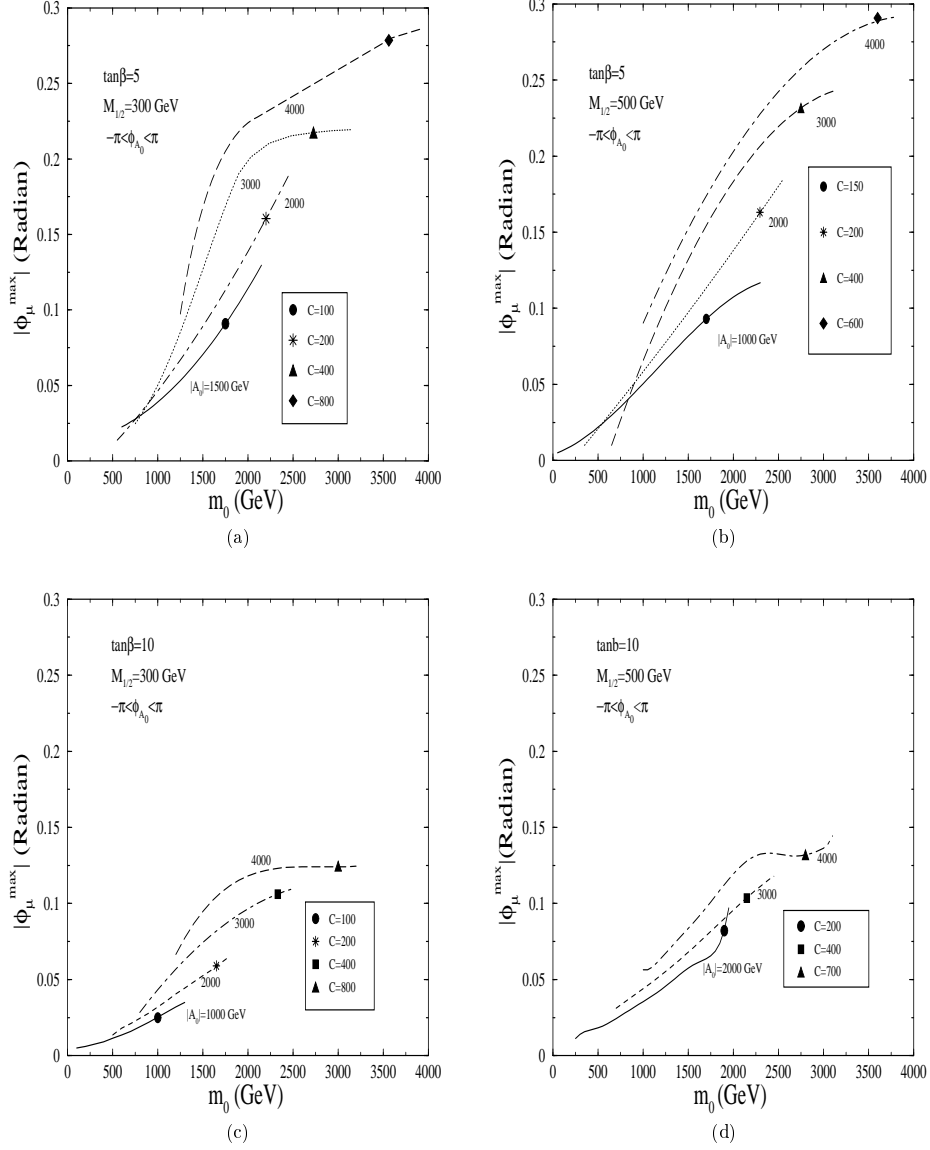 0.3
0.25
0.2
0.15
0.1
0.05
0
|ϕμ^max| (Radian)
tanβ=5
M1/2=300 GeV
−π<ϕA0<π
4000
3000
2000
|A0|=1500 GeV
C=100
C=200
C=400
C=800
0 500 1000 1500 2000 2500 3000 3500 4000
m0 (GeV)
(a)
0.3
0.25
0.2
0.15
0.1
0.05
0
|ϕμ^max| (Radian)
tanβ=5
M1/2=500 GeV
−π<ϕA0<π
4000
3000
2000
|A0|=1000 GeV
C=150
C=200
C=400
C=600
0 500 1000 1500 2000 2500 3000 3500 4000
m0 (GeV)
(b)
0.3
0.25
0.2
0.15
0.1
0.05
0
|ϕμ^max| (Radian)
tanβ=10
M1/2=300 GeV
−π<ϕA0<π
4000
3000
2000
|A0|=1000 GeV
C=100
C=200
C=400
C=800
0 500 1000 1500 2000 2500 3000 3500 4000
m0 (GeV)
(c)
0.3
0.25
0.2
0.15
0.1
0.05
0
|ϕμ^max|(Radian)
tanb=10
M1/2=500 GeV
−π<ϕA0<π
4000
3000
|A0|=2000 GeV
C=200
C=400
C=700
0 500 1000 1500 2000 2500 3000 3500 4000
m0 (GeV)
(d)